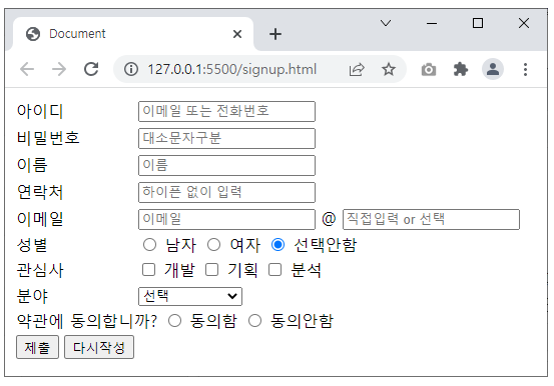 Document
127.0.0.1:5500/signup.html
아이디 이메일 또는 전화번호
비밀번호 대소문자구분
이름 이름
연락처 하이픈 없이 입력
이메일 이메일 @ 직접입력 or 선택
성별 남자 여자 선택안함
관심사 개발 기획 분석
분야 선택
약관에 동의합니까? 동의함 동의안함
제출 다시작성